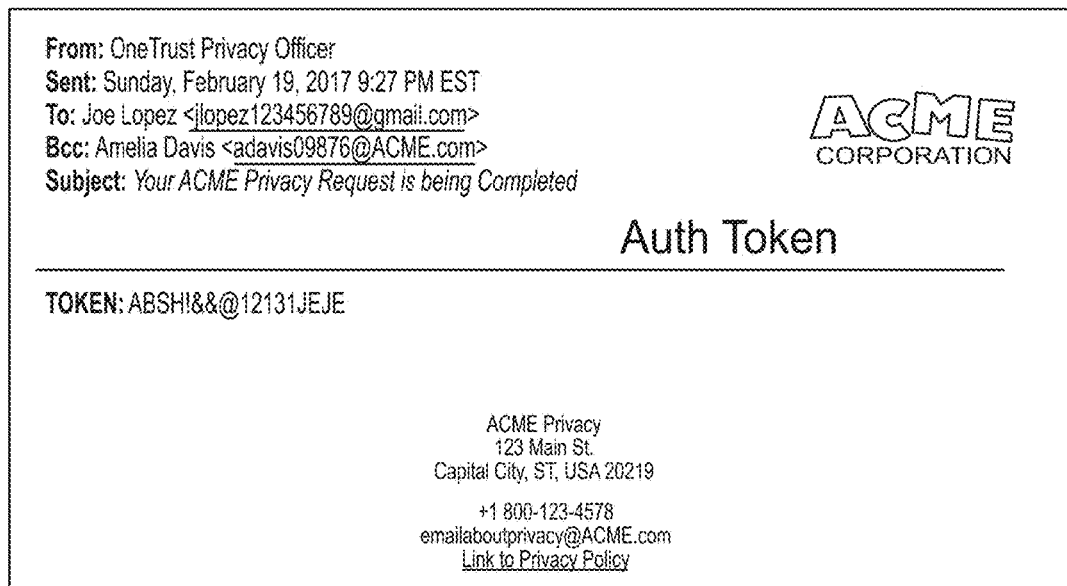 From: OneTrust Privacy Officer
Sent: Sunday, February 19, 2017 9:27 PM EST
To: Joe Lopez <jlopez123456789@gmail.com>
Bcc: Amelia Davis <adavis09876@ACME.com>
Subject: Your ACME Privacy Request is being Completed
ACME
CORPORATION
Auth Token
TOKEN: ABSH!&&@12131JEJE
ACME Privacy
123 Main St.
Capital City, ST, USA 20219
+1 800-123-4578
emailaboutprivacy@ACME.com
Link to Privacy Policy